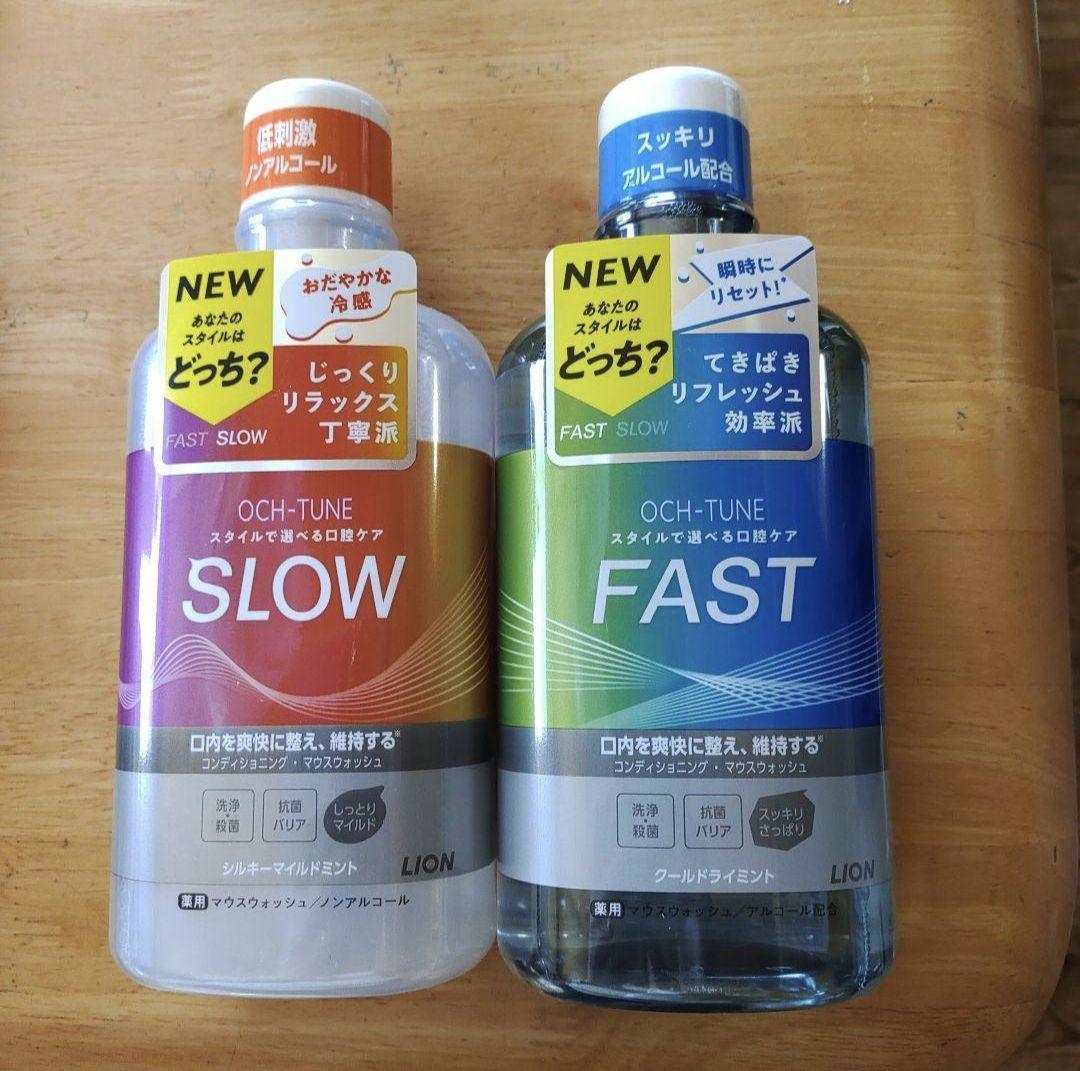 低刺激
ノンアルコール
NEW
あなたの
スタイルは
どっち?
FAST SLOW
おだやかな
冷感
じっくり
リラックス
丁寧派
OCH-TUNE
スタイルで選べる口腔ケア
SLOW
口内を爽快に整え、維持する※
コンディショニング・マウスウォッシュ
洗浄・殺菌
抗菌バリア
しっとりマイルド
シルキーマイルドミント
LION
薬用 マウスウォッシュ/ノンアルコール
スッキリ
アルコール配合
NEW
あなたの
スタイルは
どっち?
FAST SLOW
瞬時に
リセット!*
てきぱき
リフレッシュ
効率派
OCH-TUNE
スタイルで選べる口腔ケア
FAST
口内を爽快に整え、維持する※
コンディショニング・マウスウォッシュ
洗浄・殺菌
抗菌バリア
スッキリさっぱり
クールドライミント
LION
薬用 マウスウォッシュ/アルコール配合